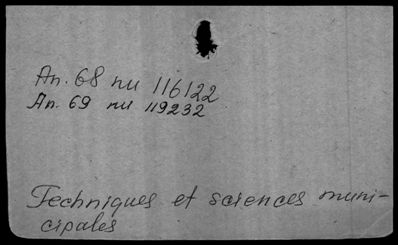 An. 68 nu 116122
An. 69 nu 119232
Techniques et sciences muni-
cipales